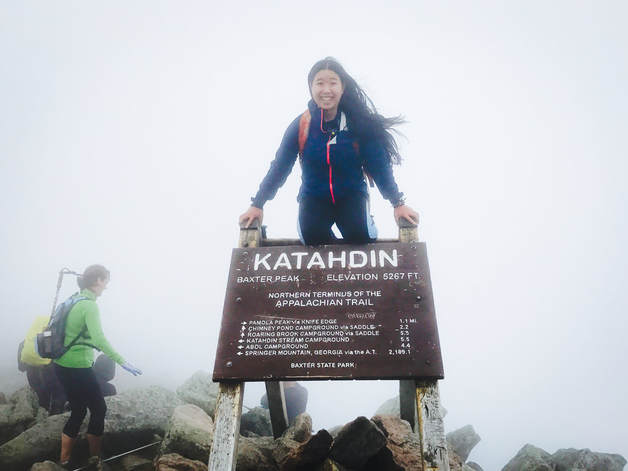 KATAHDIN
BAXTER PEAK ELEVATION 5267 FT.
NORTHERN TERMINUS OF THE
APPALACHIAN TRAIL
PAMOLA PEAK via KNIFE EDGE 1.1 MI.
CHIMNEY POND CAMPGROUND via SADDLE 2.2
ROARING BROOK CAMPGROUND via SADDLE 5.5
KATAHDIN STREAM CAMPGROUND 5.5
ABOL CAMPGROUND 4.4
SPRINGER MOUNTAIN, GEORGIA via the A.T. 2,189.1
BAXTER STATE PARK